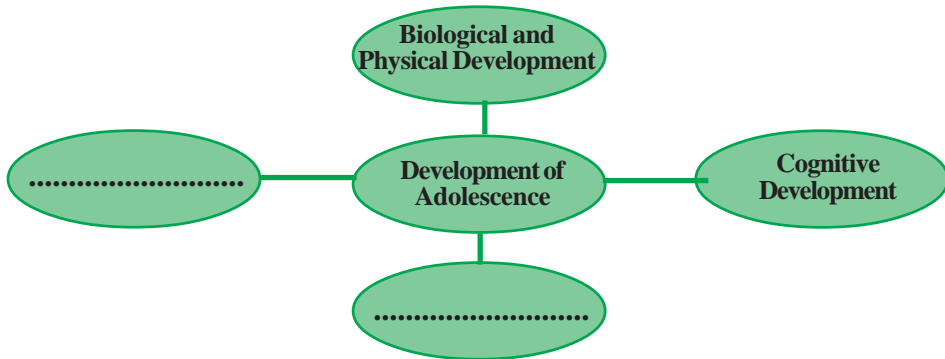 Biological and
Physical Development
............................
Development of
Adolescence
Cognitive
Development
............................